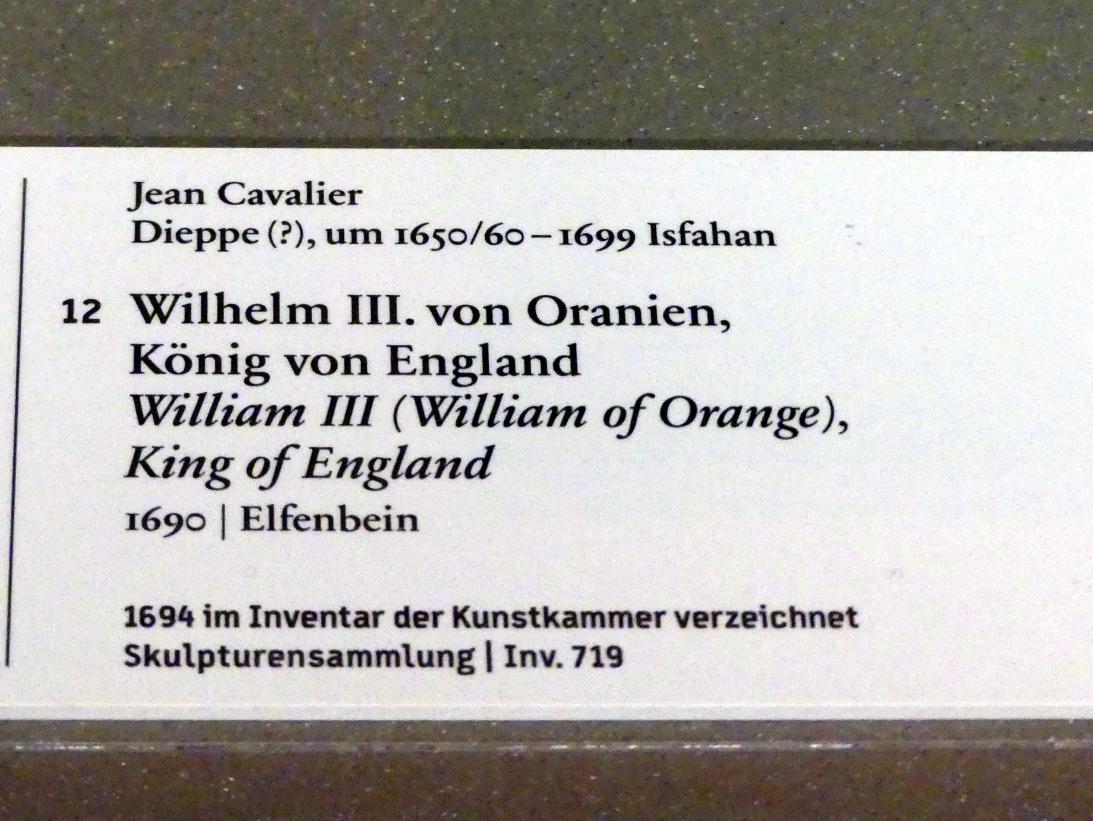 Jean Cavalier
Dieppe (?), um 1650/60 – 1699 Isfahan
12 Wilhelm III. von Oranien,
König von England
William III (William of Orange),
King of England
1690 | Elfenbein
1694 im Inventar der Kunstkammer verzeichnet
Skulpturensammlung | Inv. 719